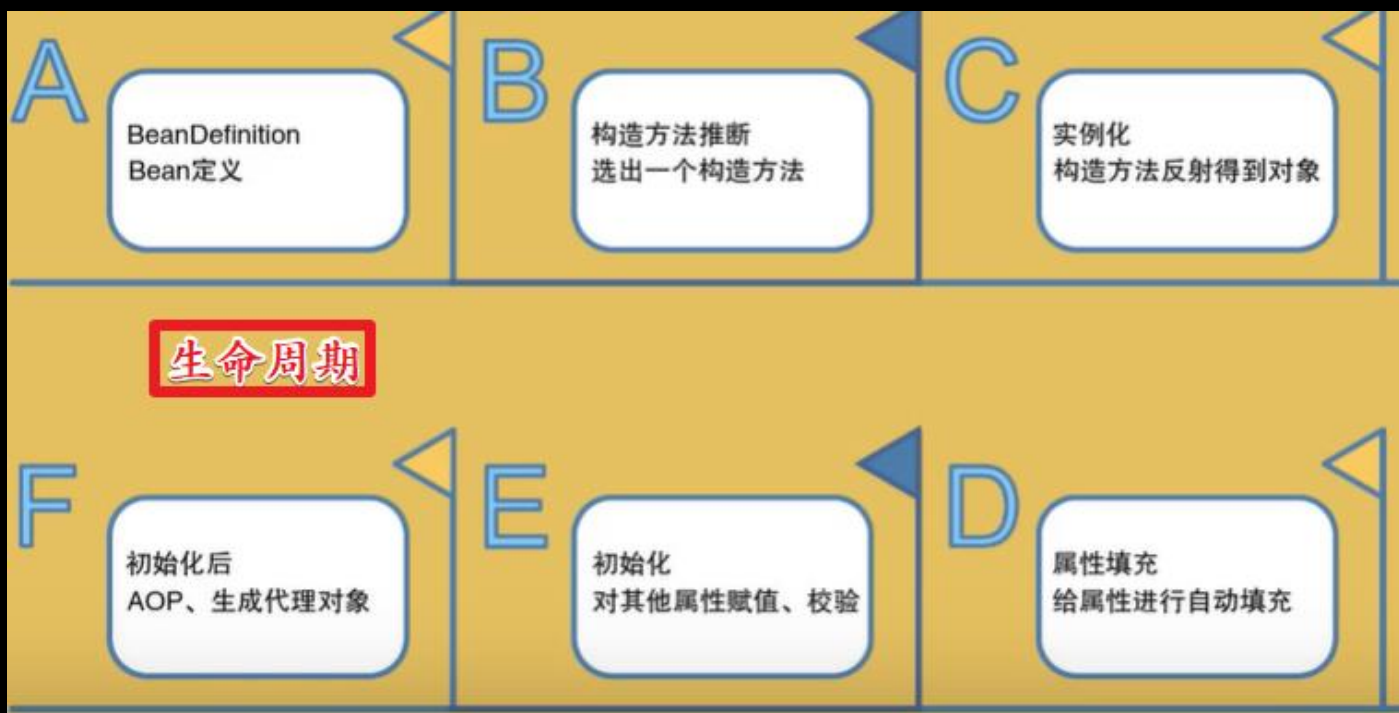 A
BeanDefinition
Bean定义
B
构造方法推断
选出一个构造方法
C
实例化
构造方法反射得到对象
生命周期
F
初始化后
AOP、生成代理对象
E
初始化
对其他属性赋值、校验
D
属性填充
给属性进行自动填充